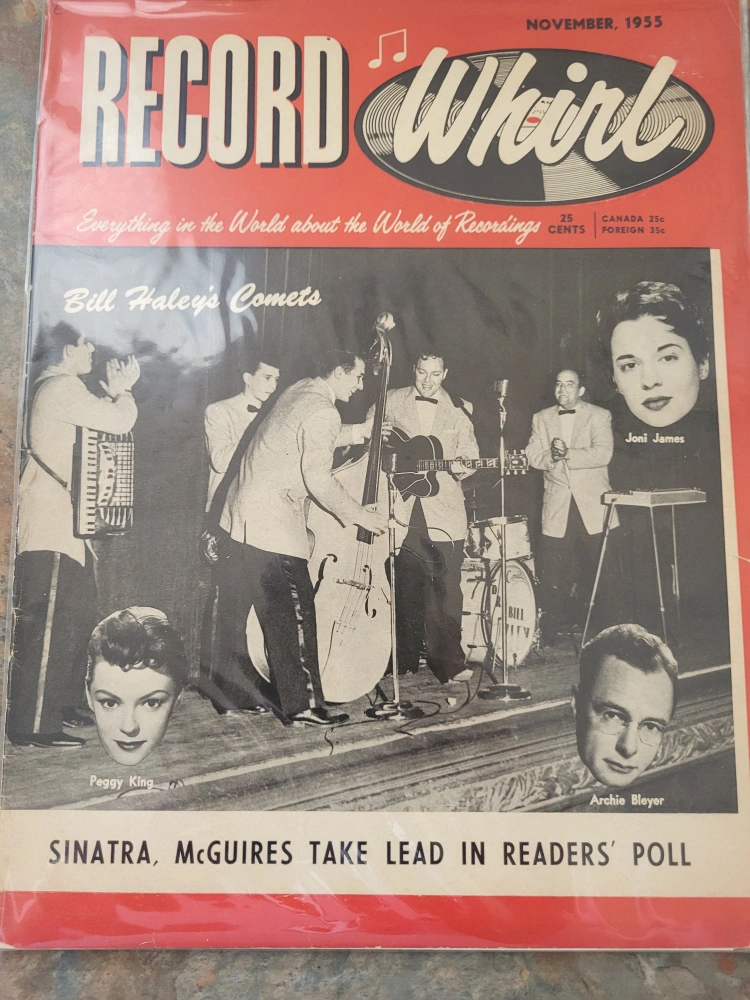 NOVEMBER, 1955
RECORD Whirl
Everything in the World about the World of Recordings
25 CENTS
CANADA 25c
FOREIGN 35c
Bill Haley's Comets
Joni James
BILL
Peggy King
Archie Bleyer
SINATRA, McGUIRES TAKE LEAD IN READERS' POLL